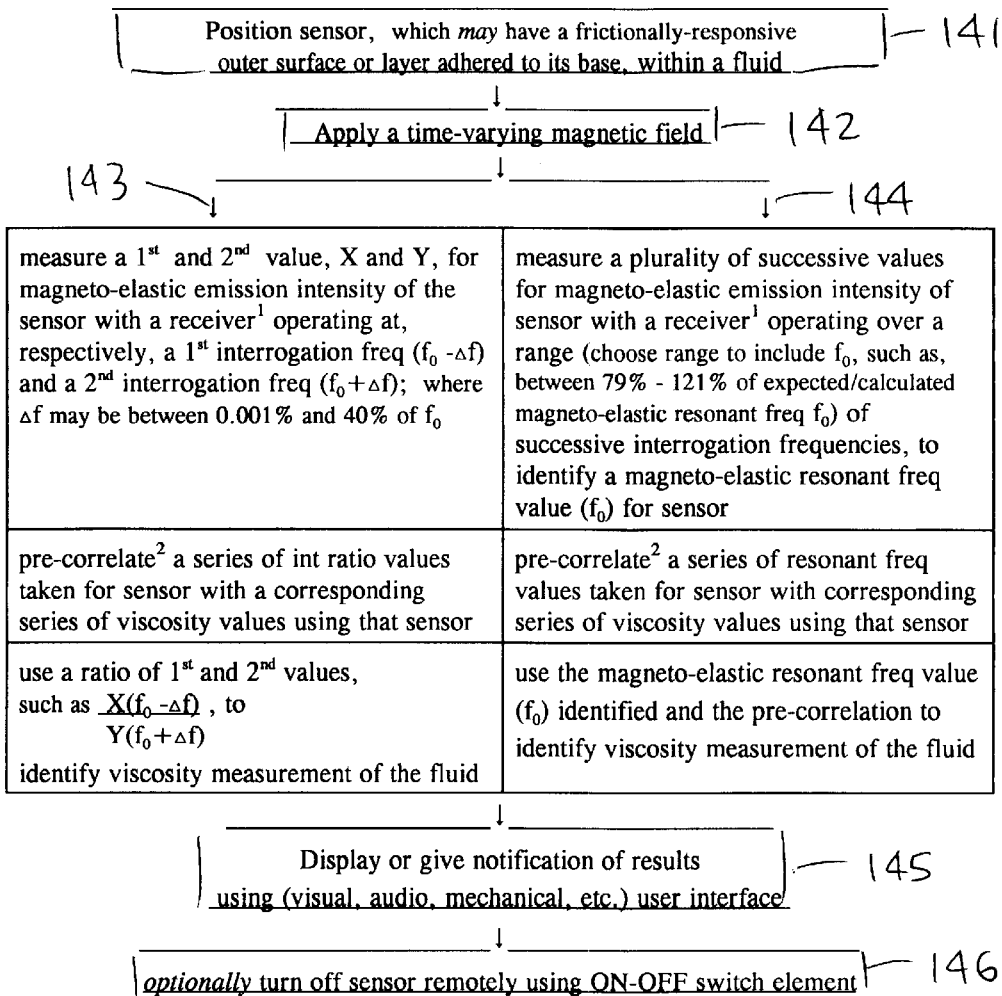 Position sensor, which may have a frictionally-responsive
outer surface or layer adhered to its base, within a fluid
141
Apply a time-varying magnetic field
142
143
144
measure a 1st and 2nd value, X and Y, for
magneto-elastic emission intensity of the
sensor with a receiver1 operating at,
respectively, a 1st interrogation freq (f0 -Δf)
and a 2nd interrogation freq (f0+Δf); where
Δf may be between 0.001% and 40% of f0
measure a plurality of successive values
for magneto-elastic emission intensity of
sensor with a receiver1 operating over a
range (choose range to include f0, such as,
between 79% - 121% of expected/calculated
magneto-elastic resonant freq f0) of
successive interrogation frequencies, to
identify a magneto-elastic resonant freq
value (f0) for sensor
pre-correlate2 a series of int ratio values
taken for sensor with a corresponding
series of viscosity values using that sensor
pre-correlate2 a series of resonant freq
values taken for sensor with corresponding
series of viscosity values using that sensor
use a ratio of 1st and 2nd values,
such as X(f0 -Δf) , to
Y(f0+Δf)
identify viscosity measurement of the fluid
use the magneto-elastic resonant freq value
(f0) identified and the pre-correlation to
identify viscosity measurement of the fluid
Display or give notification of results
using (visual, audio, mechanical, etc.) user interface
145
optionally turn off sensor remotely using ON-OFF switch element
146